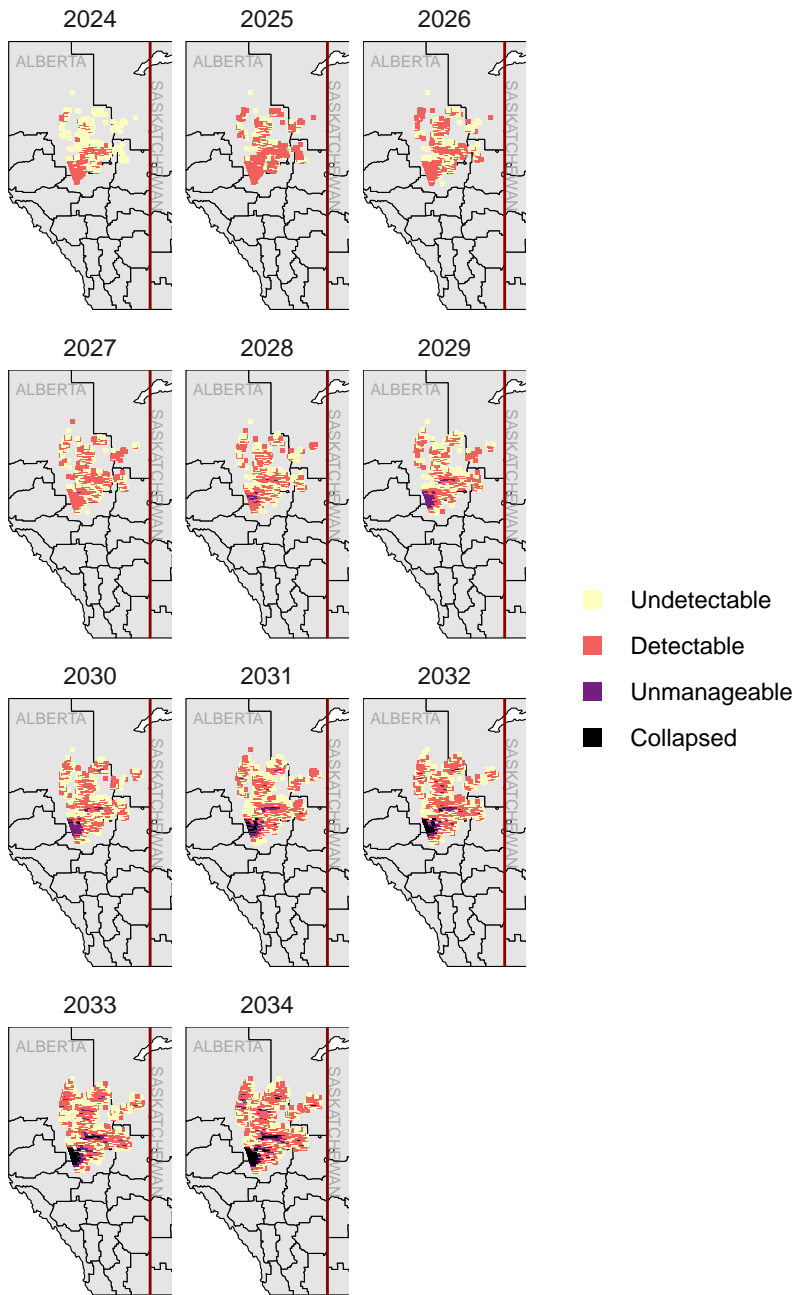 2024 2025 2026
ALBERTA SASKATCHEWAN ALBERTA SASKATCHEWAN ALBERTA SASKATCHEWAN
2027 2028 2029
ALBERTA SASKATCHEWAN ALBERTA SASKATCHEWAN ALBERTA SASKATCHEWAN
Undetectable
Detectable
Unmanageable
Collapsed
2030 2031 2032
ALBERTA SASKATCHEWAN ALBERTA SASKATCHEWAN ALBERTA SASKATCHEWAN
2033 2034
ALBERTA SASKATCHEWAN ALBERTA SASKATCHEWAN